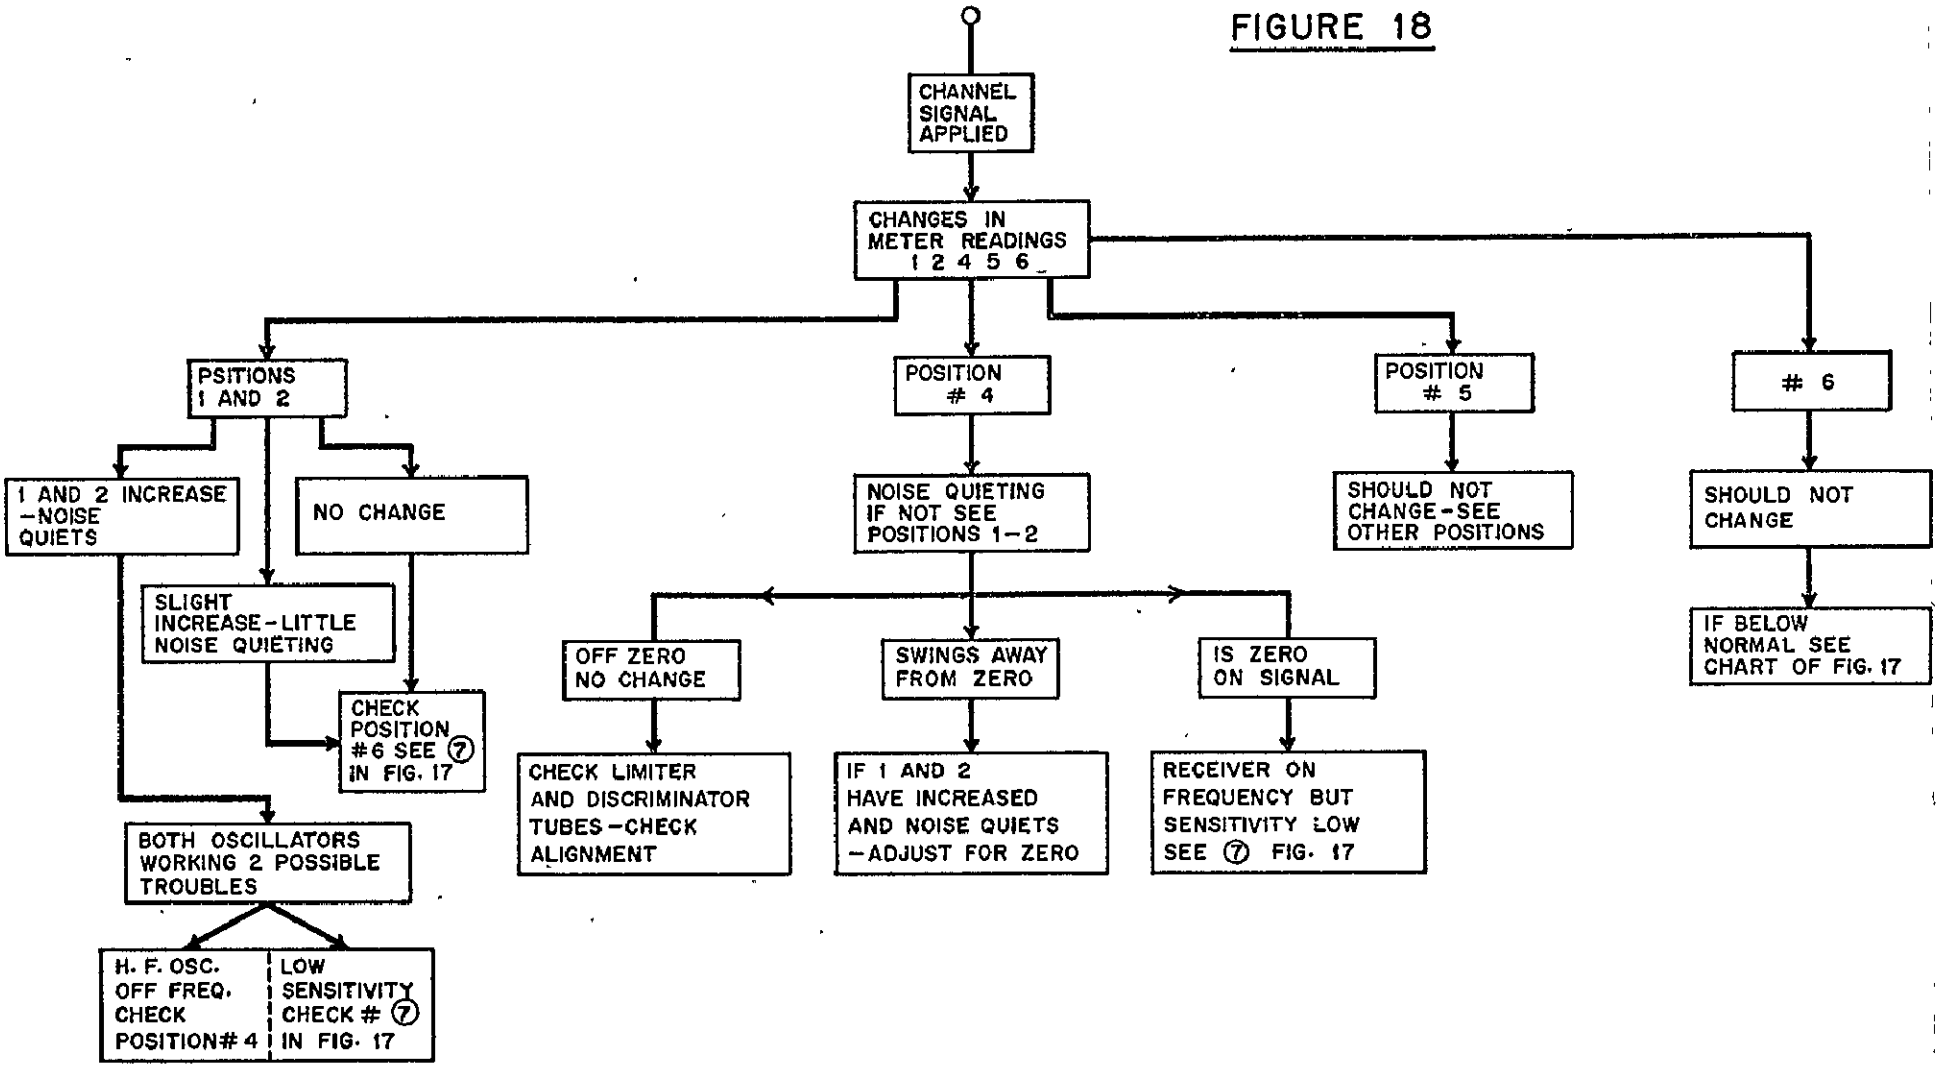 FIGURE 18
CHANNEL
SIGNAL
APPLIED
CHANGES IN
METER READINGS
1 2 4 5 6
PSITIONS
1 AND 2
POSITION
# 4
POSITION
# 5
# 6
1 AND 2 INCREASE
-NOISE
QUIETS
NO CHANGE
NOISE QUIETING
IF NOT SEE
POSITIONS 1-2
SHOULD NOT
CHANGE-SEE
OTHER POSITIONS
SHOULD NOT
CHANGE
SLIGHT
INCREASE-LITTLE
NOISE QUIETING
OFF ZERO
NO CHANGE
SWINGS AWAY
FROM ZERO
IS ZERO
ON SIGNAL
IF BELOW
NORMAL SEE
CHART OF FIG. 17
CHECK
POSITION
#6 SEE ⑦
IN FIG. 17
CHECK LIMITER
AND DISCRIMINATOR
TUBES-CHECK
ALIGNMENT
IF 1 AND 2
HAVE INCREASED
AND NOISE QUIETS
-ADJUST FOR ZERO
RECEIVER ON
FREQUENCY BUT
SENSITIVITY LOW
SEE ⑦ FIG. 17
BOTH OSCILLATORS
WORKING 2 POSSIBLE
TROUBLES
H. F. OSC.
OFF FREQ.
CHECK
POSITION# 4
LOW
SENSITIVITY
CHECK # ⑦
IN FIG. 17